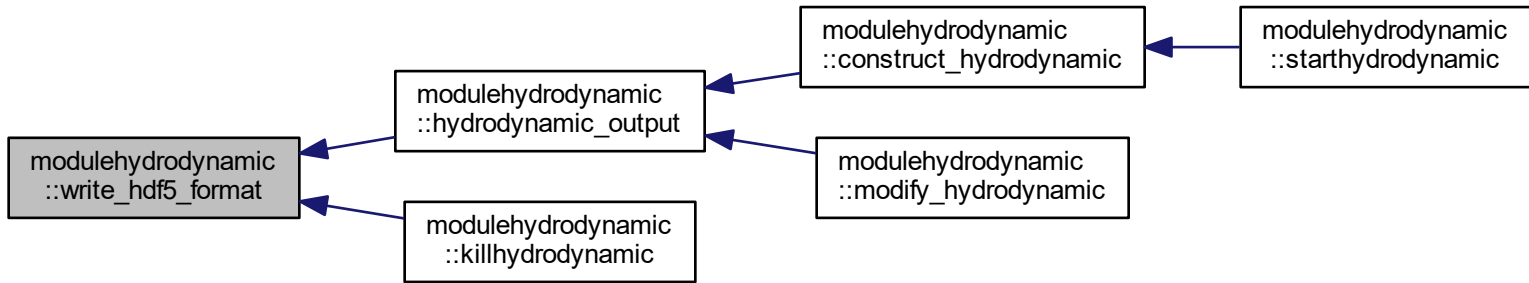 modulehydrodynamic
::write_hdf5_format
modulehydrodynamic
::hydrodynamic_output
modulehydrodynamic
::construct_hydrodynamic
modulehydrodynamic
::starthydrodynamic
modulehydrodynamic
::modify_hydrodynamic
modulehydrodynamic
::killhydrodynamic